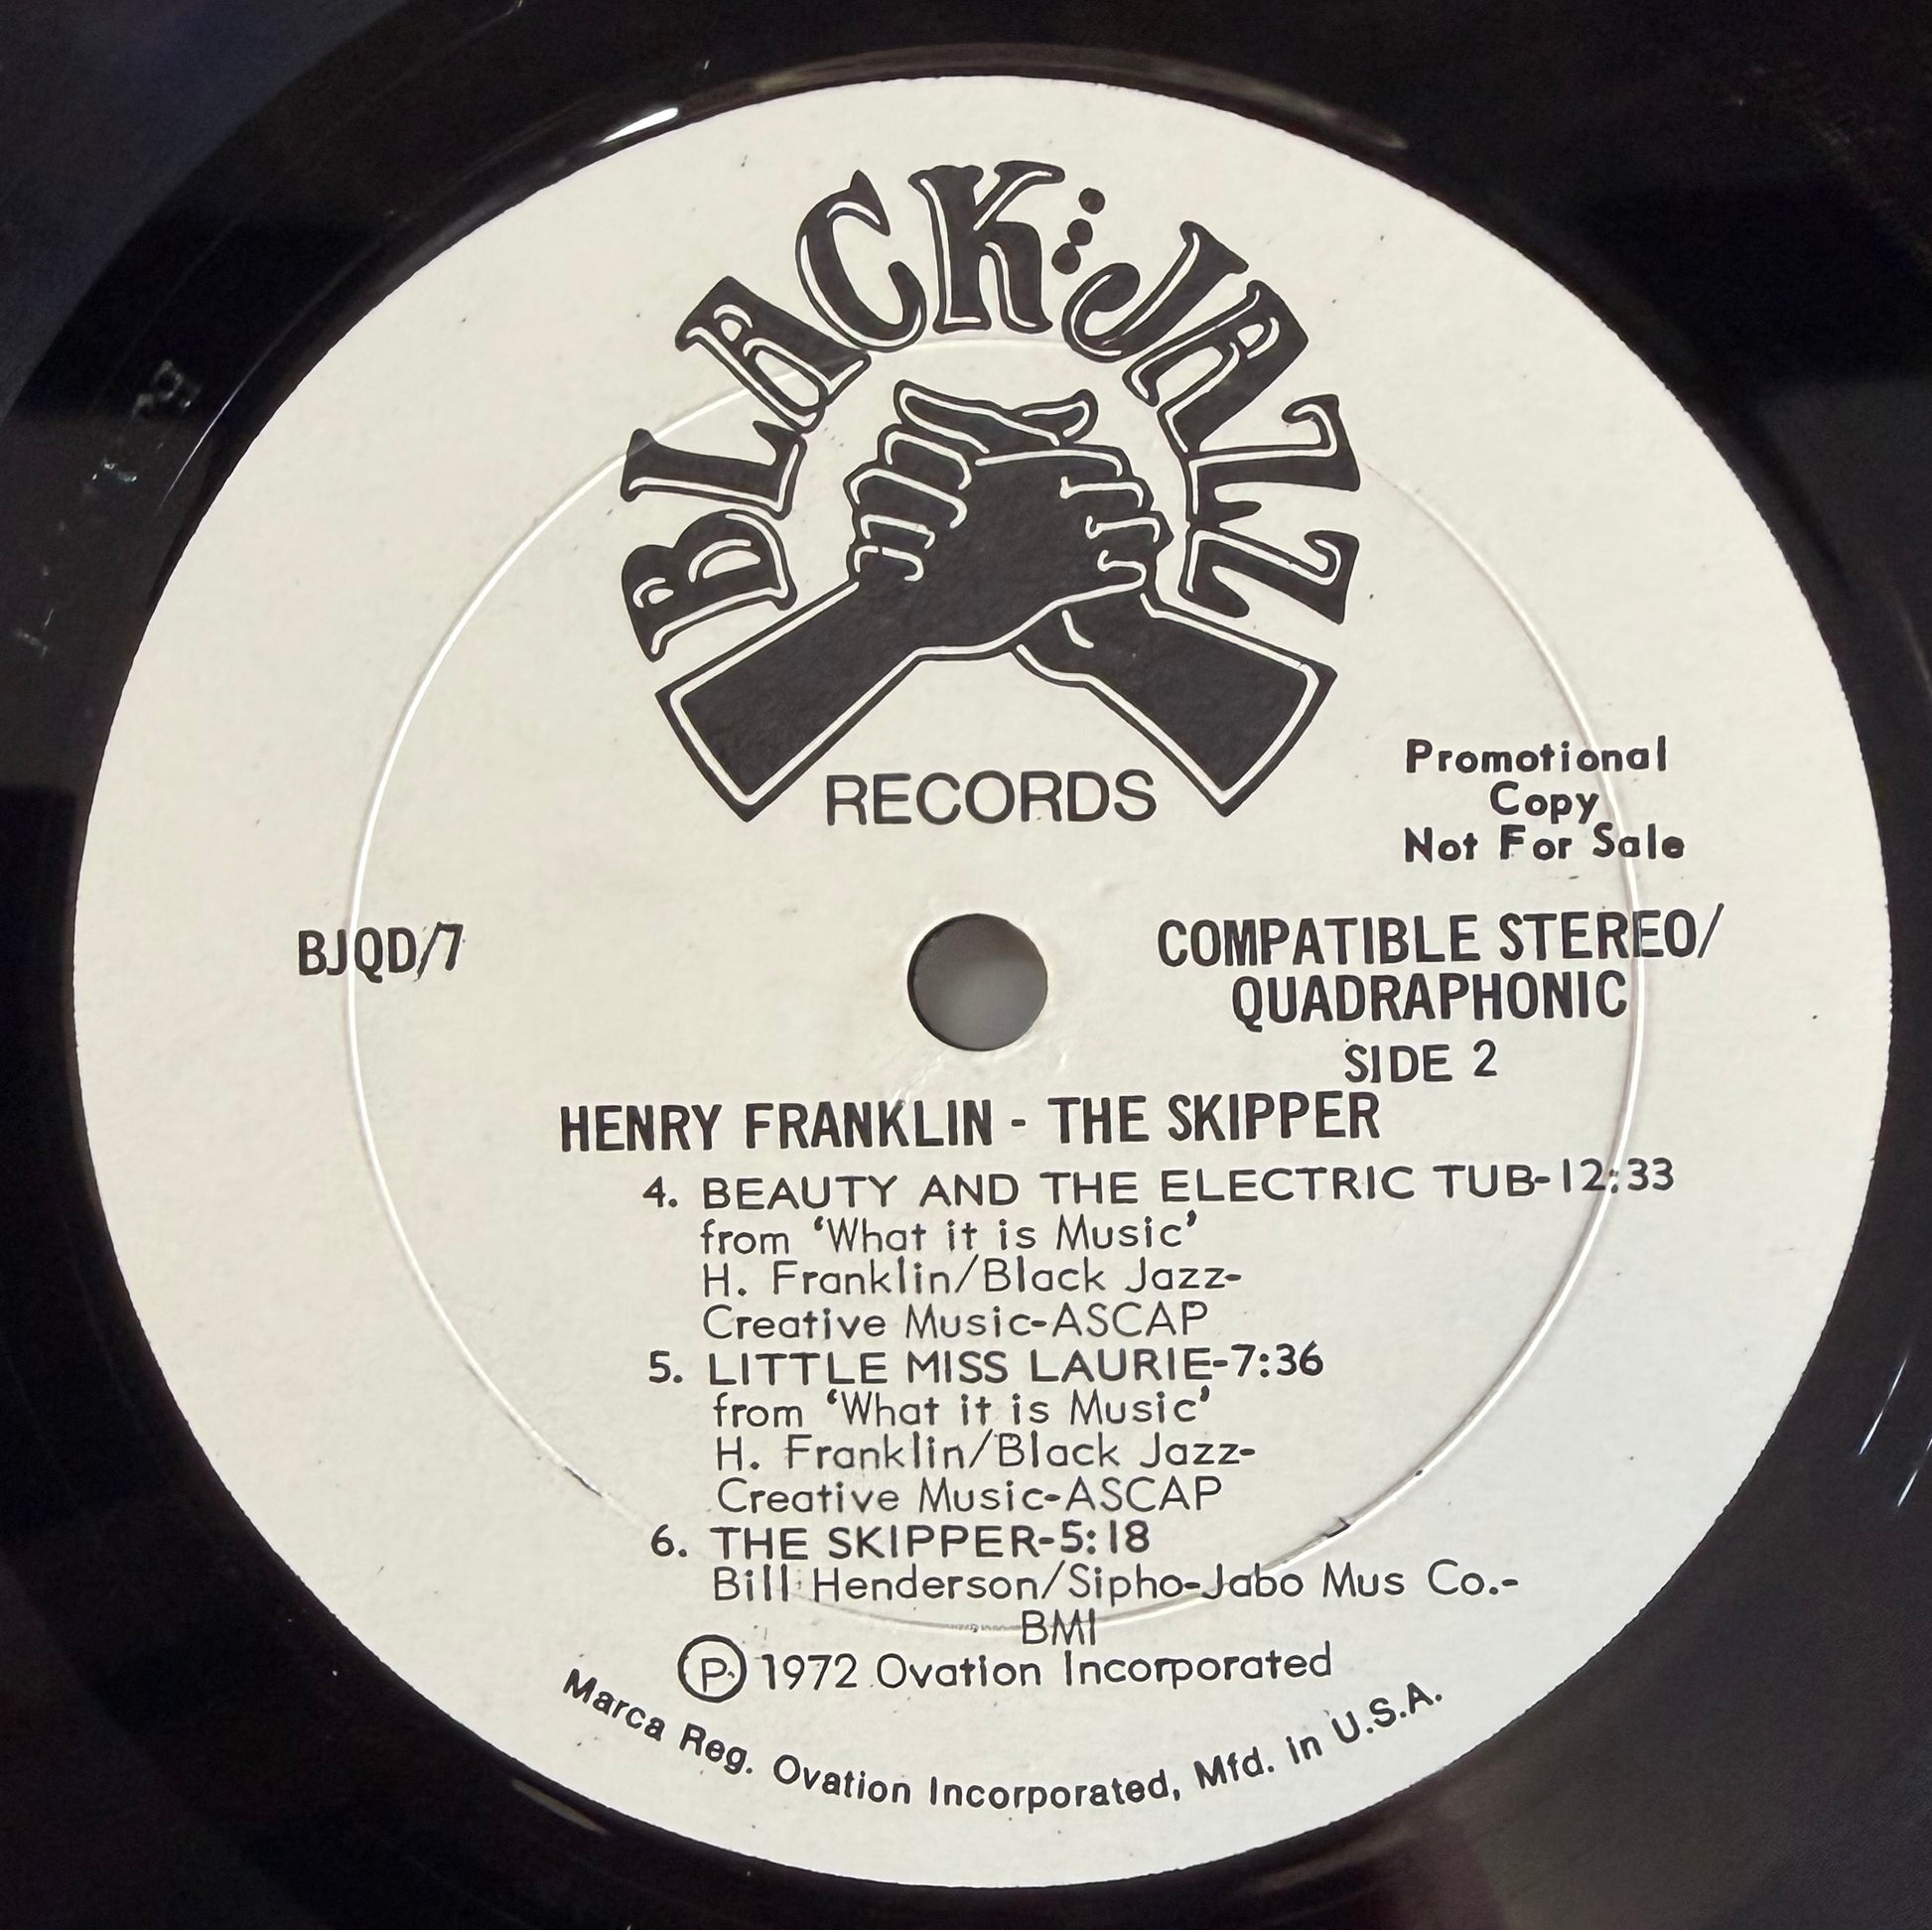 BLACK JAZZ
RECORDS
Promotional
Copy
Not For Sale
BJQD/7
COMPATIBLE STEREO/
QUADRAPHONIC
SIDE 2
HENRY FRANKLIN - THE SKIPPER
4. BEAUTY AND THE ELECTRIC TUB-12:33
from ‘What it is Music’
H. Franklin/Black Jazz-
Creative Music-ASCAP
5. LITTLE MISS LAURIE-7:36
from ‘What it is Music’
H. Franklin/Black Jazz-
Creative Music-ASCAP
6. THE SKIPPER-5:18
Bill Henderson/Sipho-Jabo Mus Co.-
BMI
Ⓟ 1972 Ovation Incorporated
Marca Reg. Ovation Incorporated, Mfd. in U.S.A.